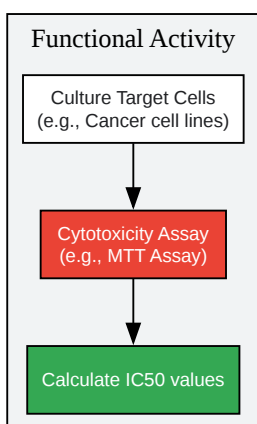 Functional Activity
Culture Target Cells
(e.g., Cancer cell lines)
Cytotoxicity Assay
(e.g., MTT Assay)
Calculate IC50 values